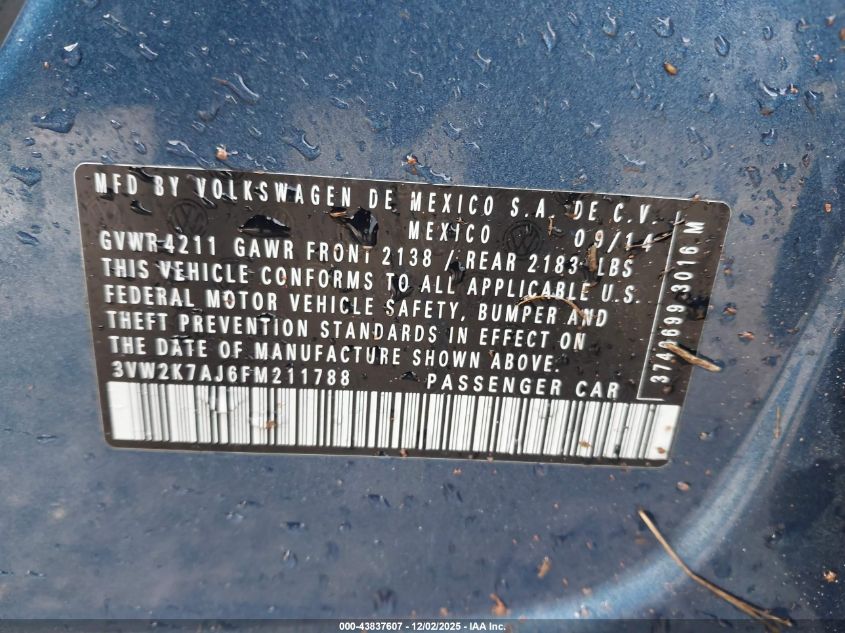 MFD BY VOLKSWAGEN DE MEXICO S.A. DE C.V.
MEXICO 09/14
GVWR 4211 GAWR FRONT 2138 / REAR 2183 LBS
THIS VEHICLE CONFORMS TO ALL APPLICABLE U.S.
FEDERAL MOTOR VEHICLE SAFETY, BUMPER AND
THEFT PREVENTION STANDARDS IN EFFECT ON
THE DATE OF MANUFACTURE SHOWN ABOVE.
3VW2K7AJ6FM211788 PASSENGER CAR
3016 M
000-43837607 - 12/02/2025 - IAA Inc.